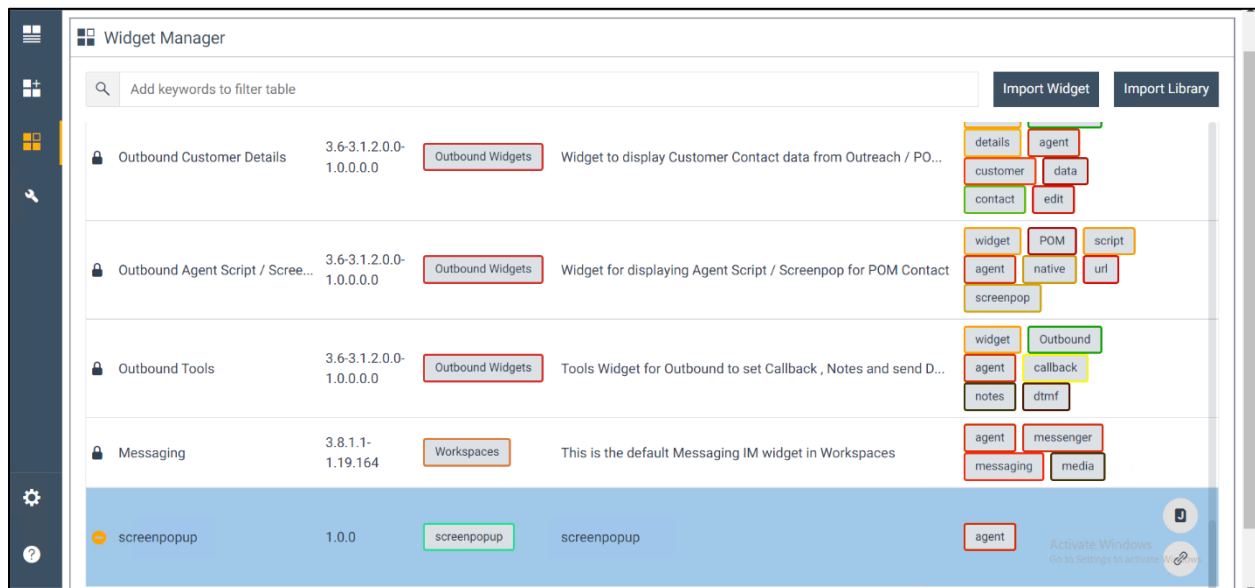 Widget Manager
Add keywords to filter table
Import Widget
Import Library
Outbound Customer Details
3.6-3.1.2.0.0-
1.0.0.0.0
Outbound Widgets
Widget to display Customer Contact data from Outreach / PO...
details agent
customer data
contact edit
Outbound Agent Script / Scree...
3.6-3.1.2.0.0-
1.0.0.0.0
Outbound Widgets
Widget for displaying Agent Script / Screenpop for POM Contact
widget POM script
agent native url
screenpop
Outbound Tools
3.6-3.1.2.0.0-
1.0.0.0.0
Outbound Widgets
Tools Widget for Outbound to set Callback , Notes and send D...
widget Outbound
agent callback
notes dtmf
Messaging
3.8.1.1-
1.19.164
Workspaces
This is the default Messaging IM widget in Workspaces
agent messenger
messaging media
screenpopup
1.0.0
screenpopup
screenpopup
agent
J
Activate Windows
Go to Settings to activate Windows
?